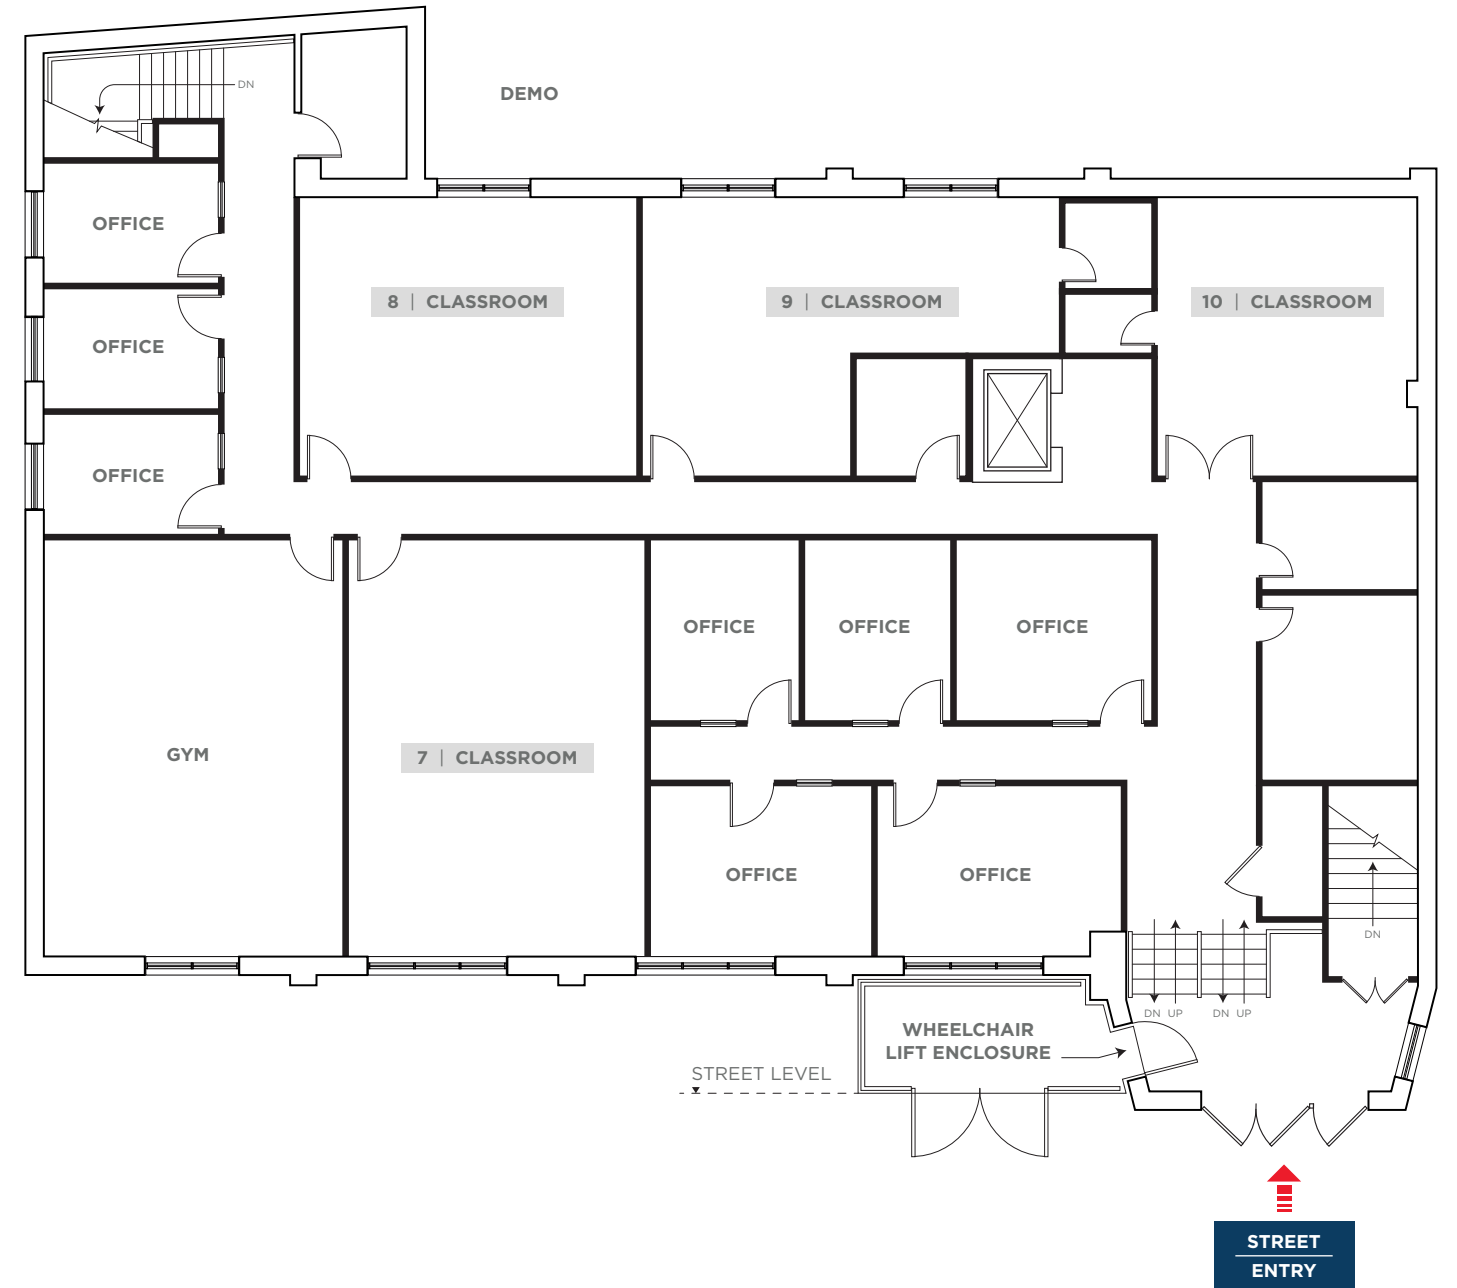 DN
DEMO
OFFICE
8 | CLASSROOM
9 | CLASSROOM
10 | CLASSROOM
OFFICE
OFFICE
OFFICE
OFFICE
OFFICE
GYM
7 | CLASSROOM
OFFICE
OFFICE
DN
DN UP
DN UP
WHEELCHAIR
LIFT ENCLOSURE
STREET LEVEL
STREET
ENTRY